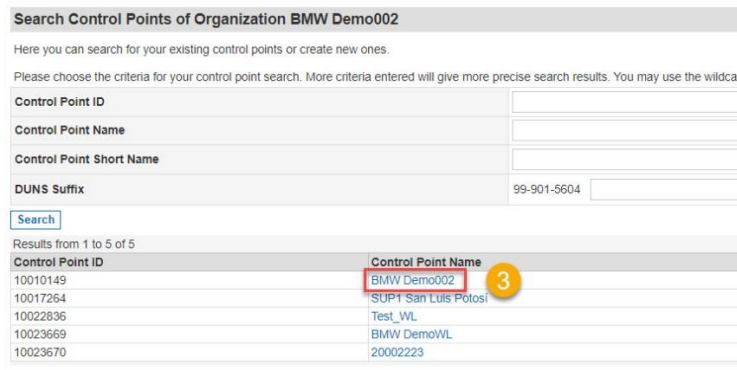 Search Control Points of Organization BMW Demo002
Here you can search for your existing control points or create new ones.
Please choose the criteria for your control point search. More criteria entered will give more precise search results. You may use the wildca
Control Point ID
Control Point Name
Control Point Short Name
DUNS Suffix 99-901-5604
Search
Results from 1 to 5 of 5
Control Point ID Control Point Name
10010149 BMW Demo002 3
10017264 SUP1 San Luis Potosí
10022836 Test_WL
10023669 BMW DemoWL
10023670 20002223